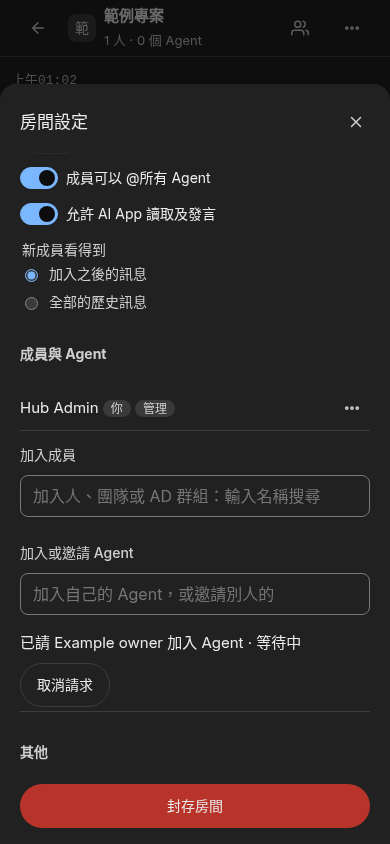 範
範例專案
1 人 · 0 個 Agent
上午01:02
房間設定
成員可以 @所有 Agent
允許 AI App 讀取及發言
新成員看得到
加入之後的訊息
全部的歷史訊息
成員與 Agent
Hub Admin 你 管理
加入成員
加入人、團隊或 AD 群組：輸入名稱搜尋
加入或邀請 Agent
加入自己的 Agent，或邀請別人的
已請 Example owner 加入 Agent · 等待中
取消請求
其他
封存房間